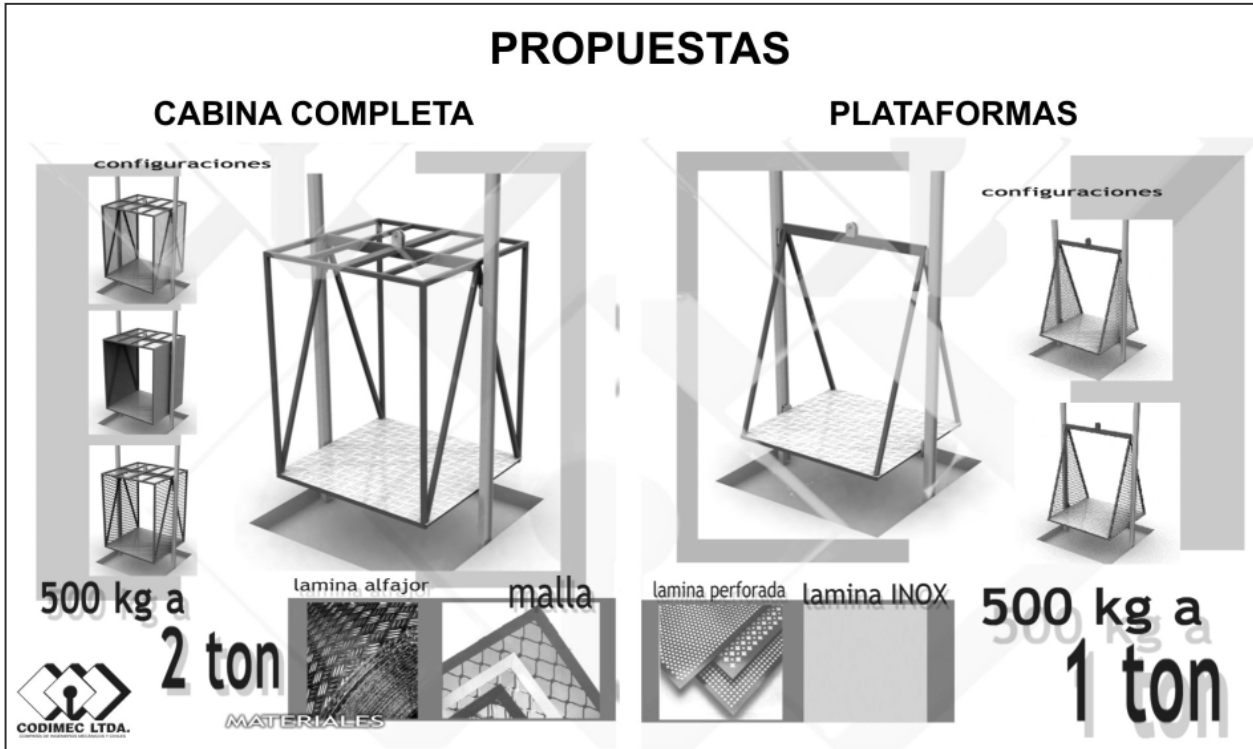 PROPUESTAS
CABINA COMPLETA
configuraciones
500 kg a
2 ton
lamina alfajor
malla
MATERIALES
CODIMEC LTDA.
PLATAFORMAS
configuraciones
lamina perforada
lamina INOX
500 kg a
1 ton